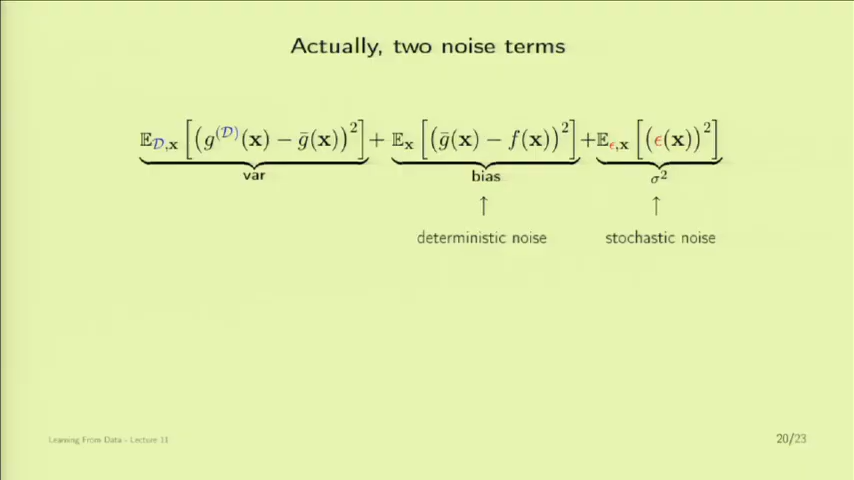 Actually, two noise terms
𝔼_{𝒟,𝐱} [(g^{(𝒟)}(𝐱) − ḡ(𝐱))²] + 𝔼_𝐱 [(ḡ(𝐱) − f(𝐱))²] + 𝔼_{ϵ,𝐱} [(ϵ(𝐱))²]
var bias σ²
↑ ↑
deterministic noise stochastic noise
Learning From Data - Lecture 11 20/23